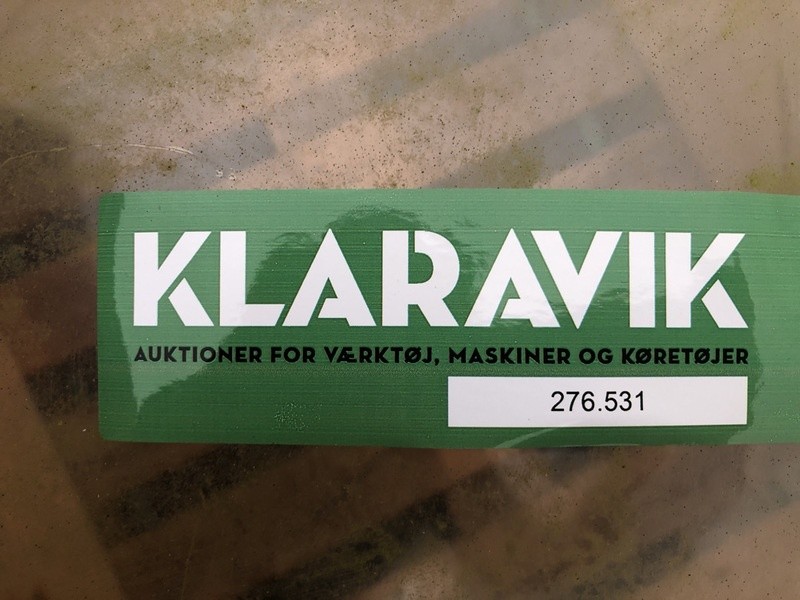 KLARAVIK
AUKTIONER FOR VÆRKTØJ, MASKINER OG KØRETØJER
276.531